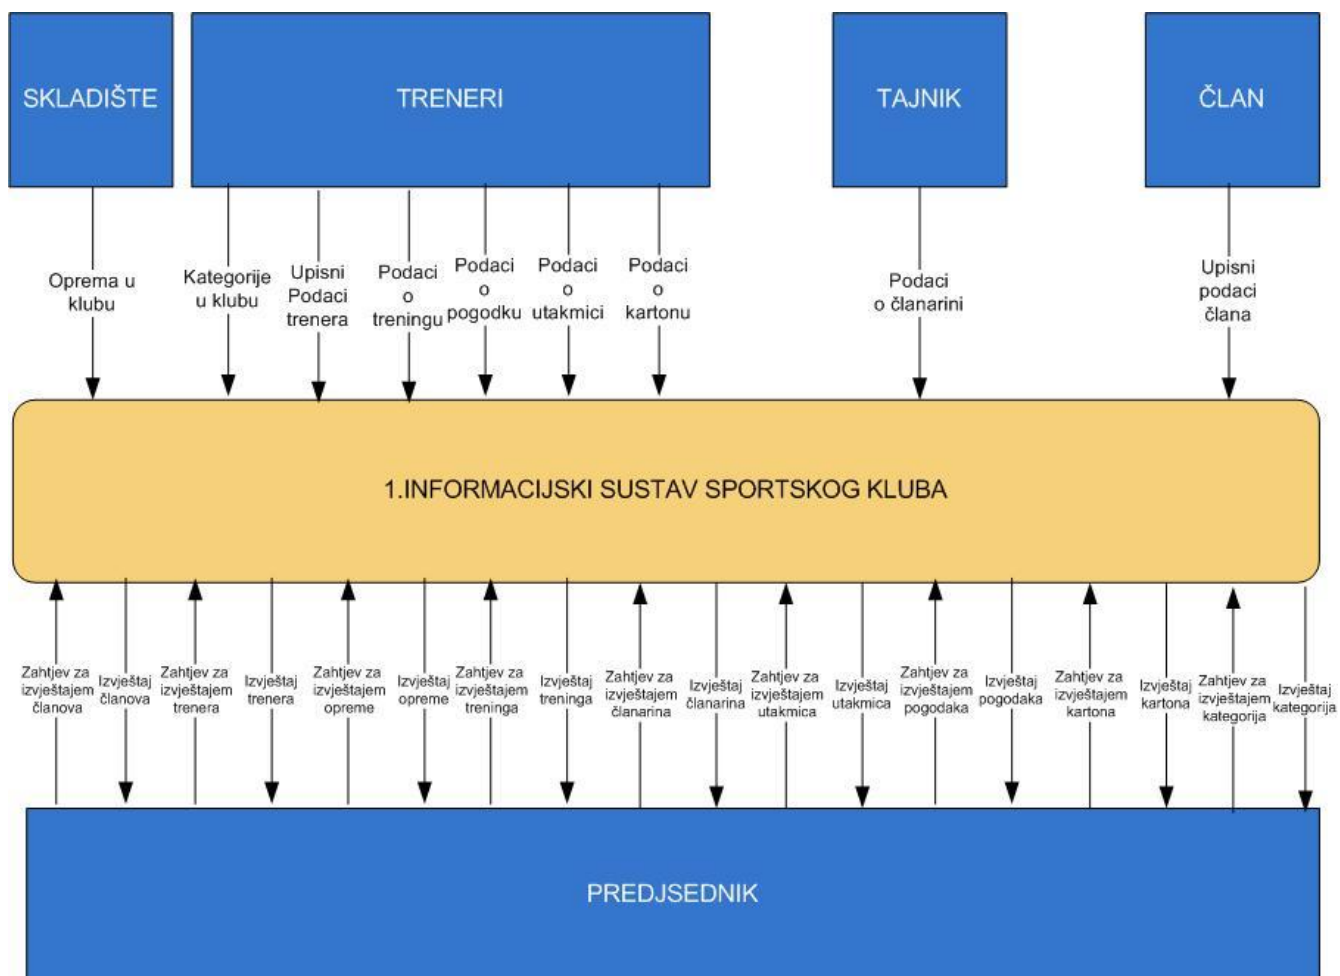 SKLADIŠTE
TRENERI
TAJNIK
ČLAN
Oprema u
klubu
Kategorije
u klubu
Upisni
Podaci
trenera
Podaci
o
treningu
Podaci
o
pogodku
Podaci
o
utakmici
Podaci
o
kartonu
Podaci
o članarini
Upisni
podaci
člana
1.INFORMACIJSKI SUSTAV SPORTSKOG KLUBA
Zahtjev za
izvještajem
članova
Izvještaj
članova
Zahtjev za
izvještajem
trenera
Izvještaj
trenera
Zahtjev za
izvještajem
opreme
Izvještaj
opreme
Zahtjev za
izvještajem
treninga
Izvještaj
treninga
Zahtjev za
izvještajem
članarina
Izvještaj
članarina
Zahtjev za
izvještajem
utakmica
Izvještaj
utakmica
Zahtjev za
izvještajem
pogodaka
Izvještaj
pogodaka
Zahtjev za
izvještajem
kartona
Izvještaj
kartona
Zahtjev za
izvještajem
kategorija
Izvještaj
kategorija
PREDJSEDNIK